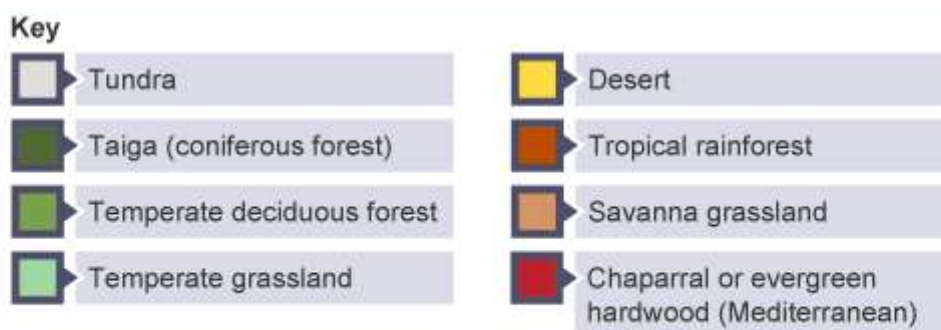 Key
Tundra
Taiga (coniferous forest)
Temperate deciduous forest
Temperate grassland
Desert
Tropical rainforest
Savanna grassland
Chaparral or evergreen
hardwood (Mediterranean)